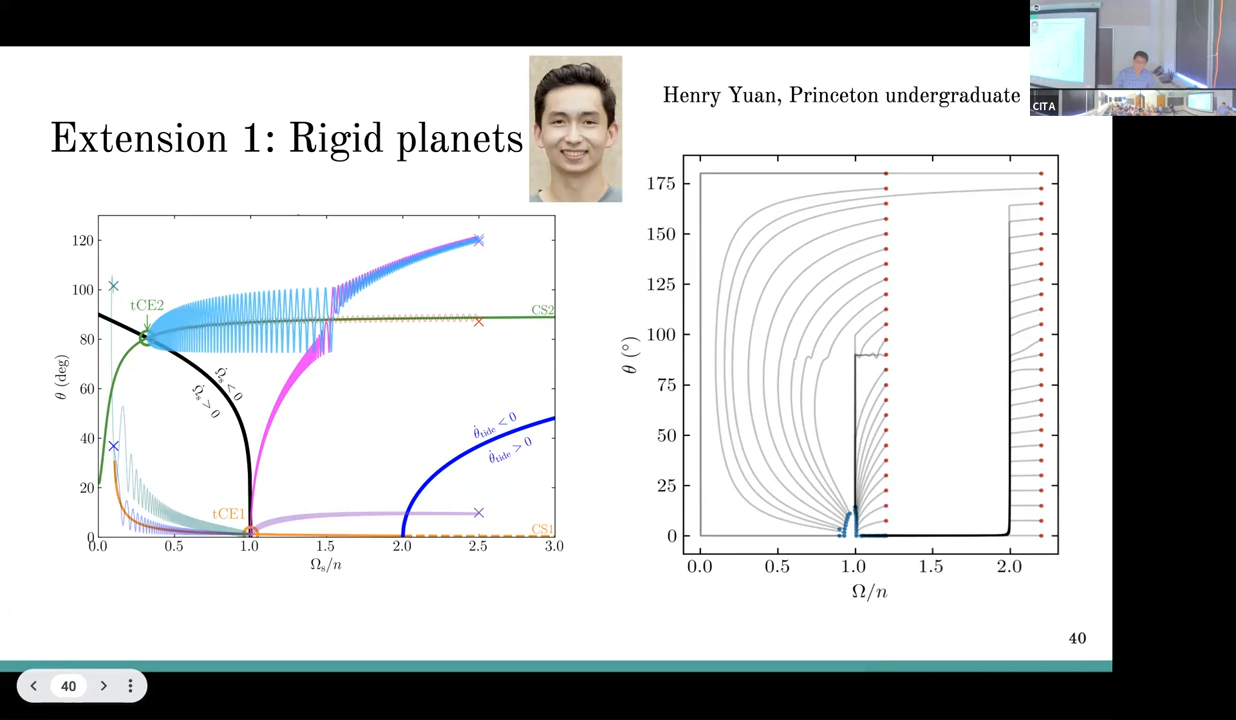 Extension 1: Rigid planets
Henry Yuan, Princeton undergraduate
CITA
120
100
80
60
40
20
0
θ (deg)
0.0 0.5 1.0 1.5 2.0 2.5 3.0
Ωs/n
tCE2
CS2
Ω̇s < 0
Ω̇s > 0
θ̇tide < 0
θ̇tide > 0
tCE1
CS1
175
150
125
100
75
50
25
0
θ (°)
0.0 0.5 1.0 1.5 2.0
Ω/n
40
40